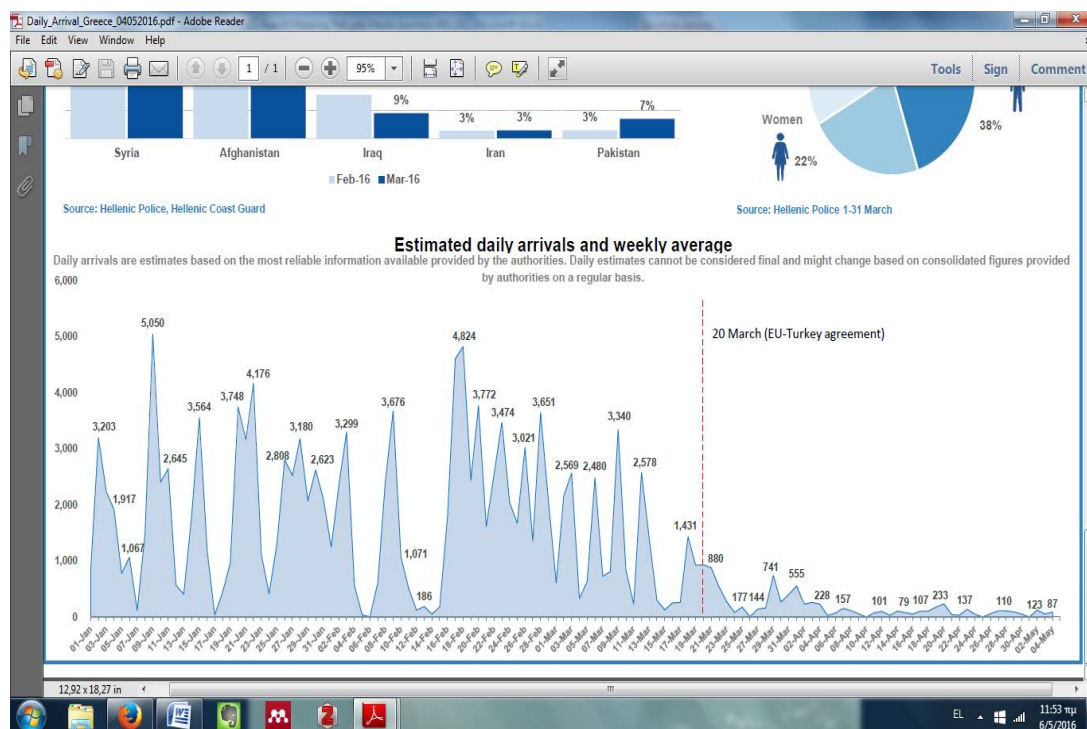 Daily_Arrival_Greece_04052016.pdf - Adobe Reader
File Edit View Window Help
1 / 1 95% Tools Sign Comment
9%
3% 3% 3% 7%
Syria Afghanistan Iraq Iran Pakistan
Feb-16 Mar-16
Women
22%
38%
Source: Hellenic Police, Hellenic Coast Guard
Source: Hellenic Police 1-31 March
Estimated daily arrivals and weekly average
Daily arrivals are estimates based on the most reliable information available provided by the authorities. Daily estimates cannot be considered final and might change based on consolidated figures provided
by authorities on a regular basis.
6,000
5,000
4,000
3,000
2,000
1,000
0
20 March (EU-Turkey agreement)
3,203 1,917 1,067 5,050 2,645 3,564 3,748 4,176 2,808 3,180 2,623 3,299 3,676 1,071 186 4,824 3,772 3,474 3,021 3,651 2,569 2,480 3,340 2,578 1,431 880 177 144 741 555 228 157 101 79 107 233 137 110 123 87
01-Jan 03-Jan 05-Jan 07-Jan 09-Jan 11-Jan 13-Jan 15-Jan 17-Jan 19-Jan 21-Jan 23-Jan 25-Jan 27-Jan 29-Jan 31-Jan 02-Feb 04-Feb 06-Feb 08-Feb 10-Feb 12-Feb 14-Feb 16-Feb 18-Feb 20-Feb 22-Feb 24-Feb 26-Feb 28-Feb 01-Mar 03-Mar 05-Mar 07-Mar 09-Mar 11-Mar 13-Mar 15-Mar 17-Mar 19-Mar 21-Mar 23-Mar 25-Mar 27-Mar 29-Mar 31-Mar 02-Apr 04-Apr 06-Apr 08-Apr 10-Apr 12-Apr 14-Apr 16-Apr 18-Apr 20-Apr 22-Apr 24-Apr 26-Apr 28-Apr 30-Apr 02-May 04-May
12,92 x 18,27 in
EL
11:53 πμ
6/5/2016